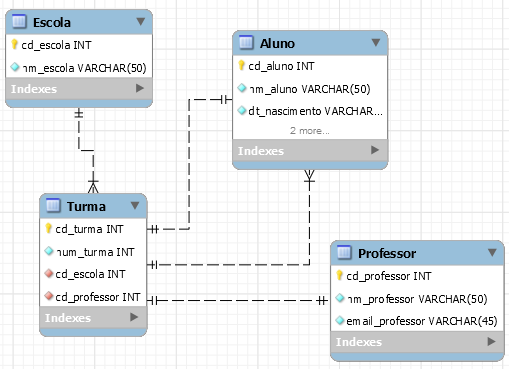 Escola
cd_escola INT
nm_escola VARCHAR(50)
Indexes
Aluno
cd_aluno INT
nm_aluno VARCHAR(50)
dt_nascimento VARCHAR...
2 more...
Indexes
Turma
cd_turma INT
num_turma INT
cd_escola INT
cd_professor INT
Indexes
Professor
cd_professor INT
nm_professor VARCHAR(50)
email_professor VARCHAR(45)
Indexes